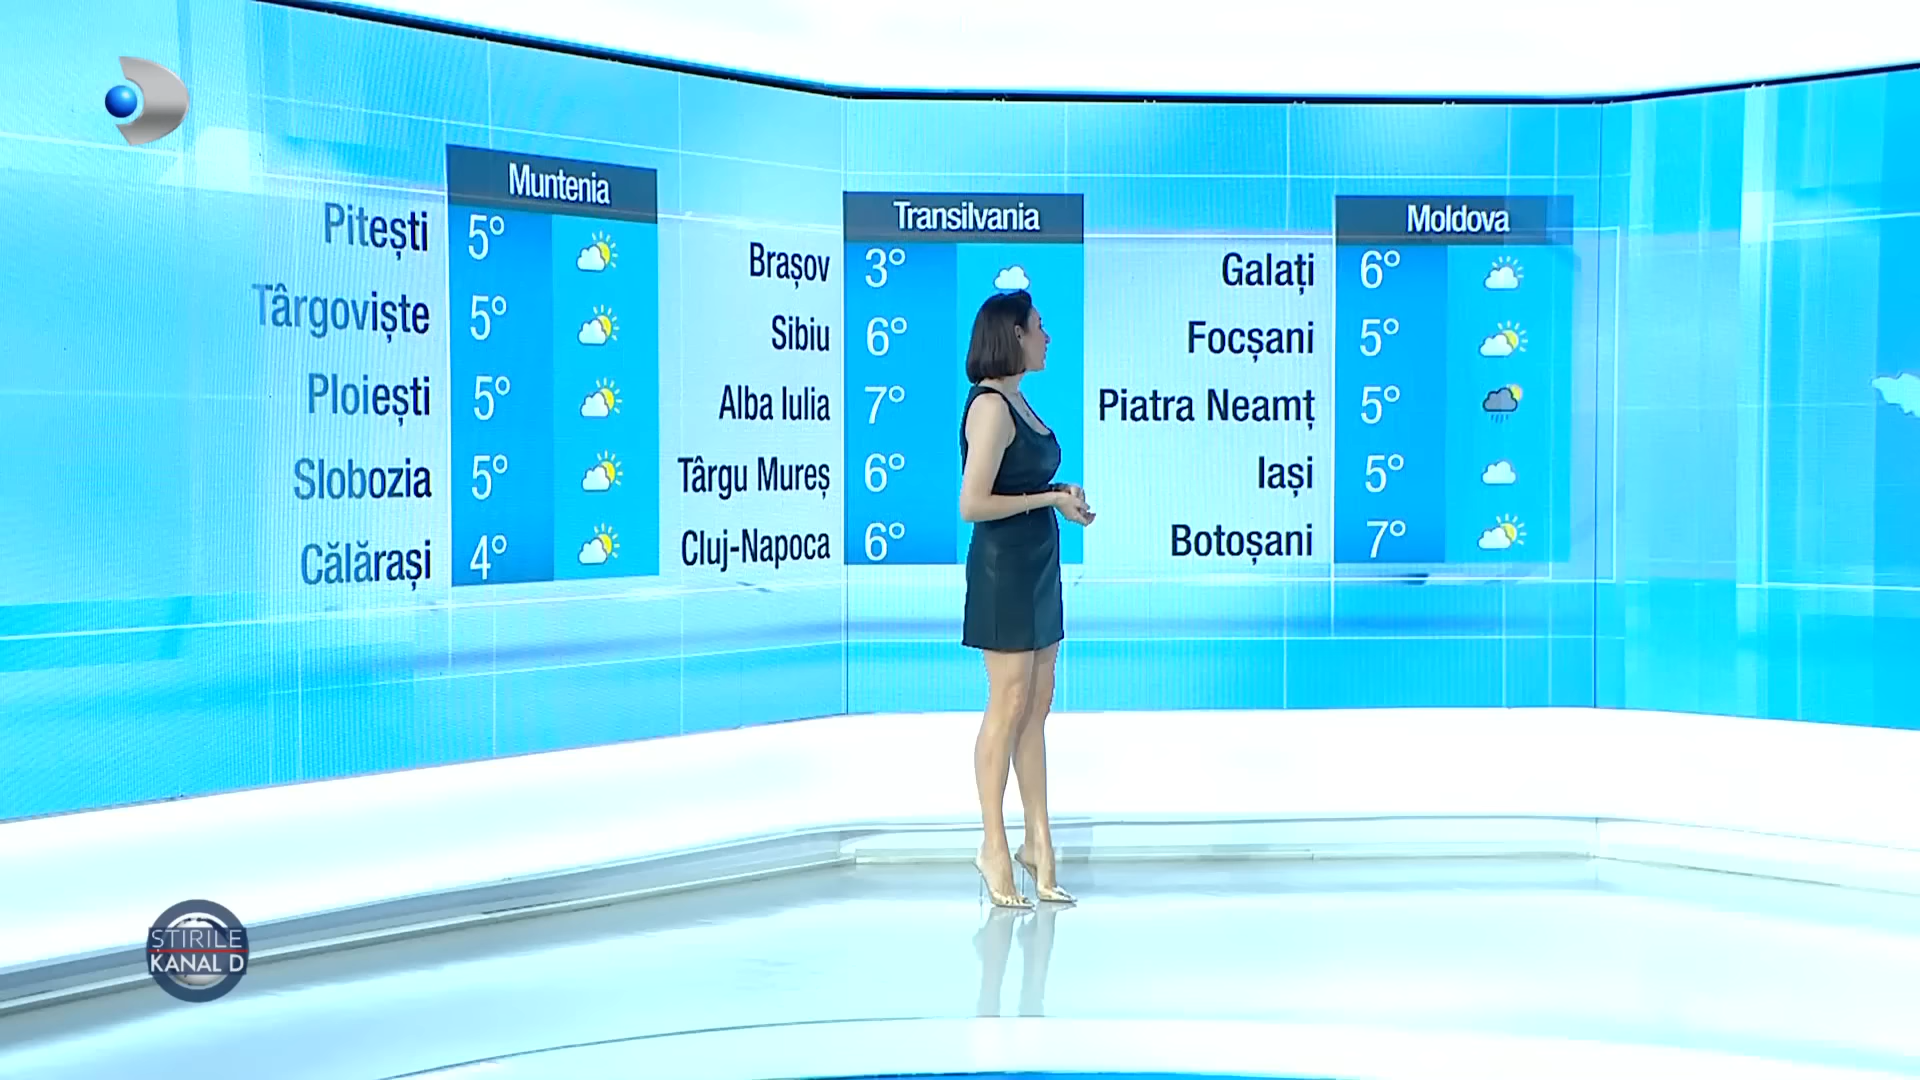 Muntenia
Pitești 5°
Târgoviște 5°
Ploiești 5°
Slobozia 5°
Călărași 4°
Transilvania
Brașov 3°
Sibiu 6°
Alba Iulia 7°
Târgu Mureș 6°
Cluj-Napoca 6°
Moldova
Galați 6°
Focșani 5°
Piatra Neamț 5°
Iași 5°
Botoșani 7°
ȘTIRILE
KANAL D